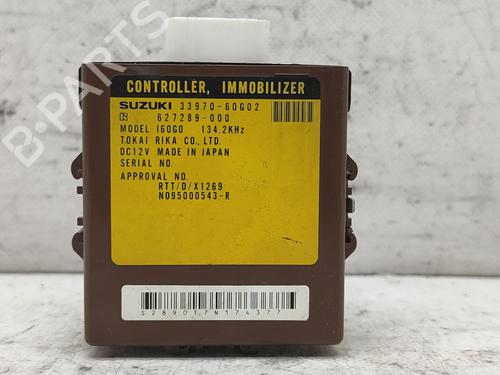 CONTROLLER, IMMOBILIZER
SUZUKI 33970-60G02
627289-000
MODEL I60G0 134.2KHz
TOKAI RIKA CO., LTD.
DC12V MADE IN JAPAN
SERIAL NO.
APPROVAL NO.
RTT/D/X1269
N095000543-R
S289017N174377
B-PARTS